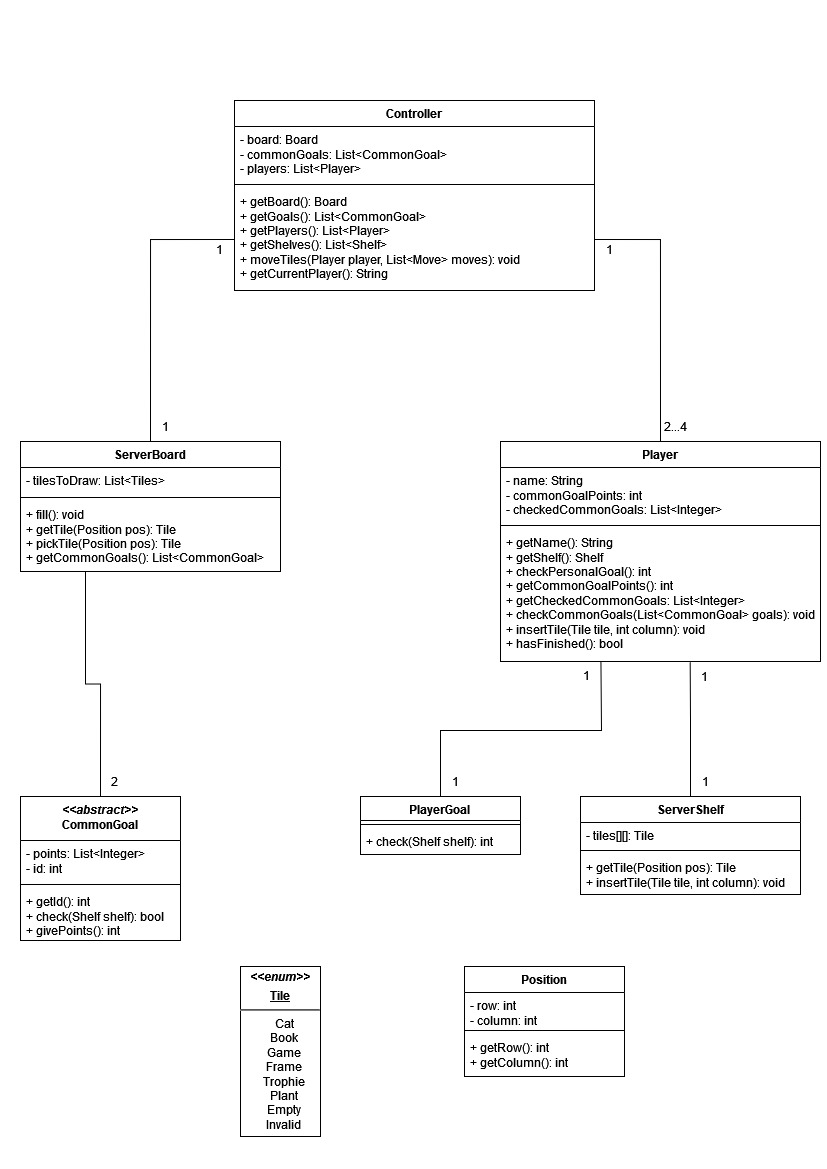 Controller
- board: Board
- commonGoals: List<CommonGoal>
- players: List<Player>
+ getBoard(): Board
+ getGoals(): List<CommonGoal>
+ getPlayers(): List<Player>
+ getShelves(): List<Shelf>
+ moveTiles(Player player, List<Move> moves): void
+ getCurrentPlayer(): String
1
1
1
2...4
ServerBoard
- tilesToDraw: List<Tiles>
+ fill(): void
+ getTile(Position pos): Tile
+ pickTile(Position pos): Tile
+ getCommonGoals(): List<CommonGoal>
Player
- name: String
- commonGoalPoints: int
- checkedCommonGoals: List<Integer>
+ getName(): String
+ getShelf(): Shelf
+ checkPersonalGoal(): int
+ getCommonGoalPoints(): int
+ getCheckedCommonGoals: List<Integer>
+ checkCommonGoals(List<CommonGoal> goals): void
+ insertTile(Tile tile, int column): void
+ hasFinished(): bool
1
1
2
1
1
<<abstract>>
CommonGoal
- points: List<Integer>
- id: int
+ getId(): int
+ check(Shelf shelf): bool
+ givePoints(): int
PlayerGoal
+ check(Shelf shelf): int
ServerShelf
- tiles[][]: Tile
+ getTile(Position pos): Tile
+ insertTile(Tile tile, int column): void
<<enum>>
Tile
Cat
Book
Game
Frame
Trophie
Plant
Empty
Invalid
Position
- row: int
- column: int
+ getRow(): int
+ getColumn(): int